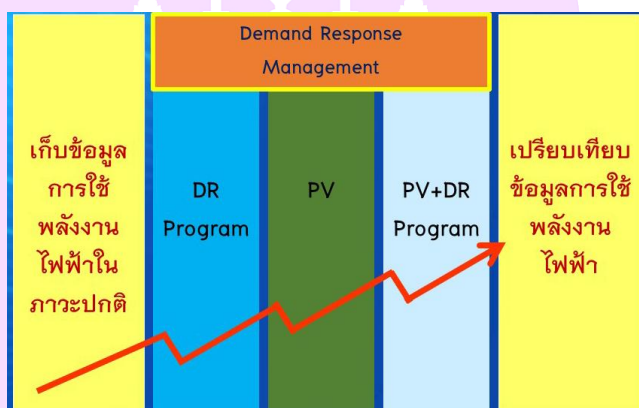 Demand Response
Management
เก็บข้อมูล
การใช้
พลังงาน
ไฟฟ้าใน
ภาวะปกติ
DR
Program
PV
PV+DR
Program
เปรียบเทียบ
ข้อมูลการใช้
พลังงาน
ไฟฟ้า